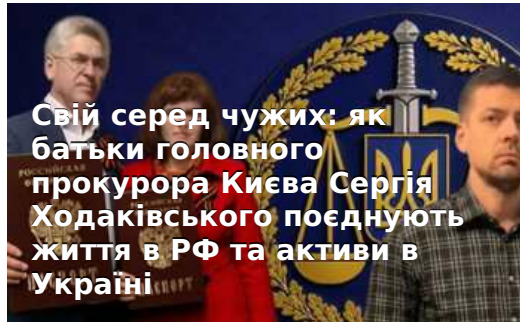 Свій серед чужих: як
батьки головного
прокурора Києва Сергія
Ходаківського поєднують
життя в РФ та активи в
Україні